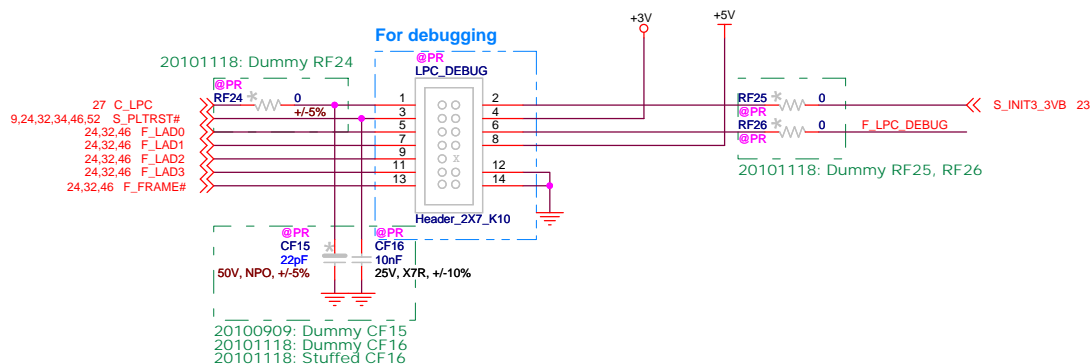 +3V
+5V
For debugging
20101118: Dummy RF24
@PR
@PR
LPC_DEBUG
RF24 * 0
+/-5%
27 C_LPC
9,24,32,34,46,52 S_PLTRST#
24,32,46 F_LAD0
24,32,46 F_LAD1
24,32,46 F_LAD2
24,32,46 F_LAD3
24,32,46 F_FRAME#
1 2
3 4
5 6
7 8
9 X
11 12
13 14
Header_2X7_K10
@PR
RF25 * 0
@PR
RF26 * 0
@PR
S_INIT3_3VB 23
F_LPC_DEBUG
20101118: Dummy RF25, RF26
@PR @PR
CF15 * CF16
22pF 10nF
50V, NPO, +/-5% 25V, X7R, +/-10%
20100909: Dummy CF15
20101118: Dummy CF16
20101118: Stuffed CF16